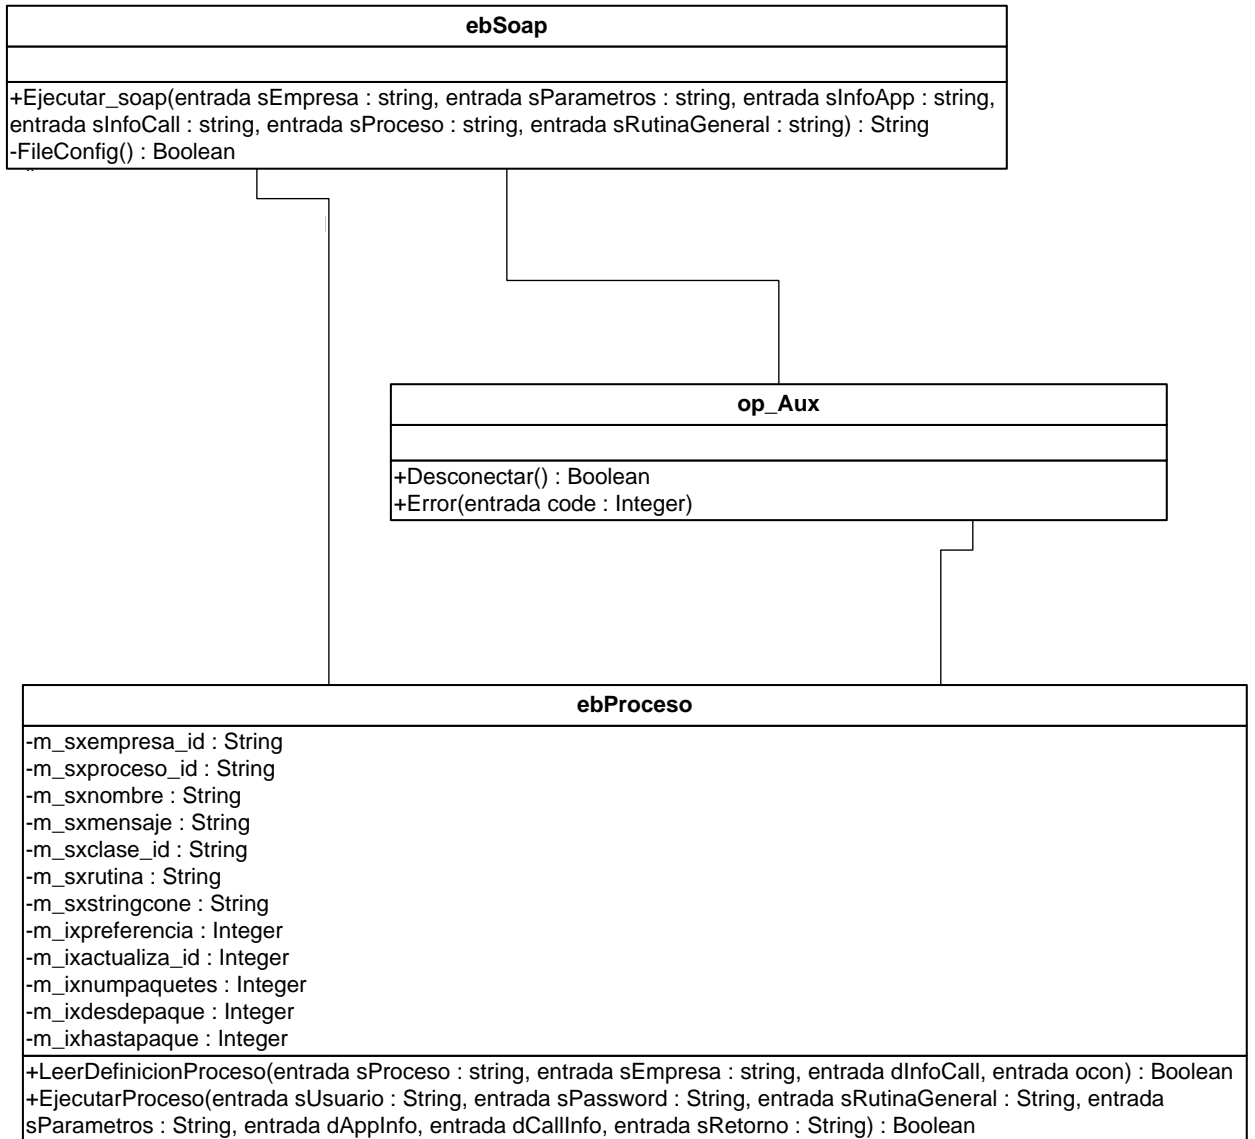 ebSoap
+Ejecutar_soap(entrada sEmpresa : string, entrada sParametros : string, entrada sInfoApp : string,
entrada sInfoCall : string, entrada sProceso : string, entrada sRutinaGeneral : string) : String
-FileConfig() : Boolean
op_Aux
+Desconectar() : Boolean
+Error(entrada code : Integer)
ebProceso
-m_sxempresa_id : String
-m_sxproceso_id : String
-m_sxnombre : String
-m_sxmensaje : String
-m_sxclase_id : String
-m_sxrutina : String
-m_sxstringcone : String
-m_ixpreferencia : Integer
-m_ixactualiza_id : Integer
-m_ixnumpaquetes : Integer
-m_ixdesdepaque : Integer
-m_ixhastapaque : Integer
+LeerDefinicionProceso(entrada sProceso : string, entrada sEmpresa : string, entrada dInfoCall, entrada ocon) : Boolean
+EjecutarProceso(entrada sUsuario : String, entrada sPassword : String, entrada sRutinaGeneral : String, entrada
sParametros : String, entrada dAppInfo, entrada dCallInfo, entrada sRetorno : String) : Boolean